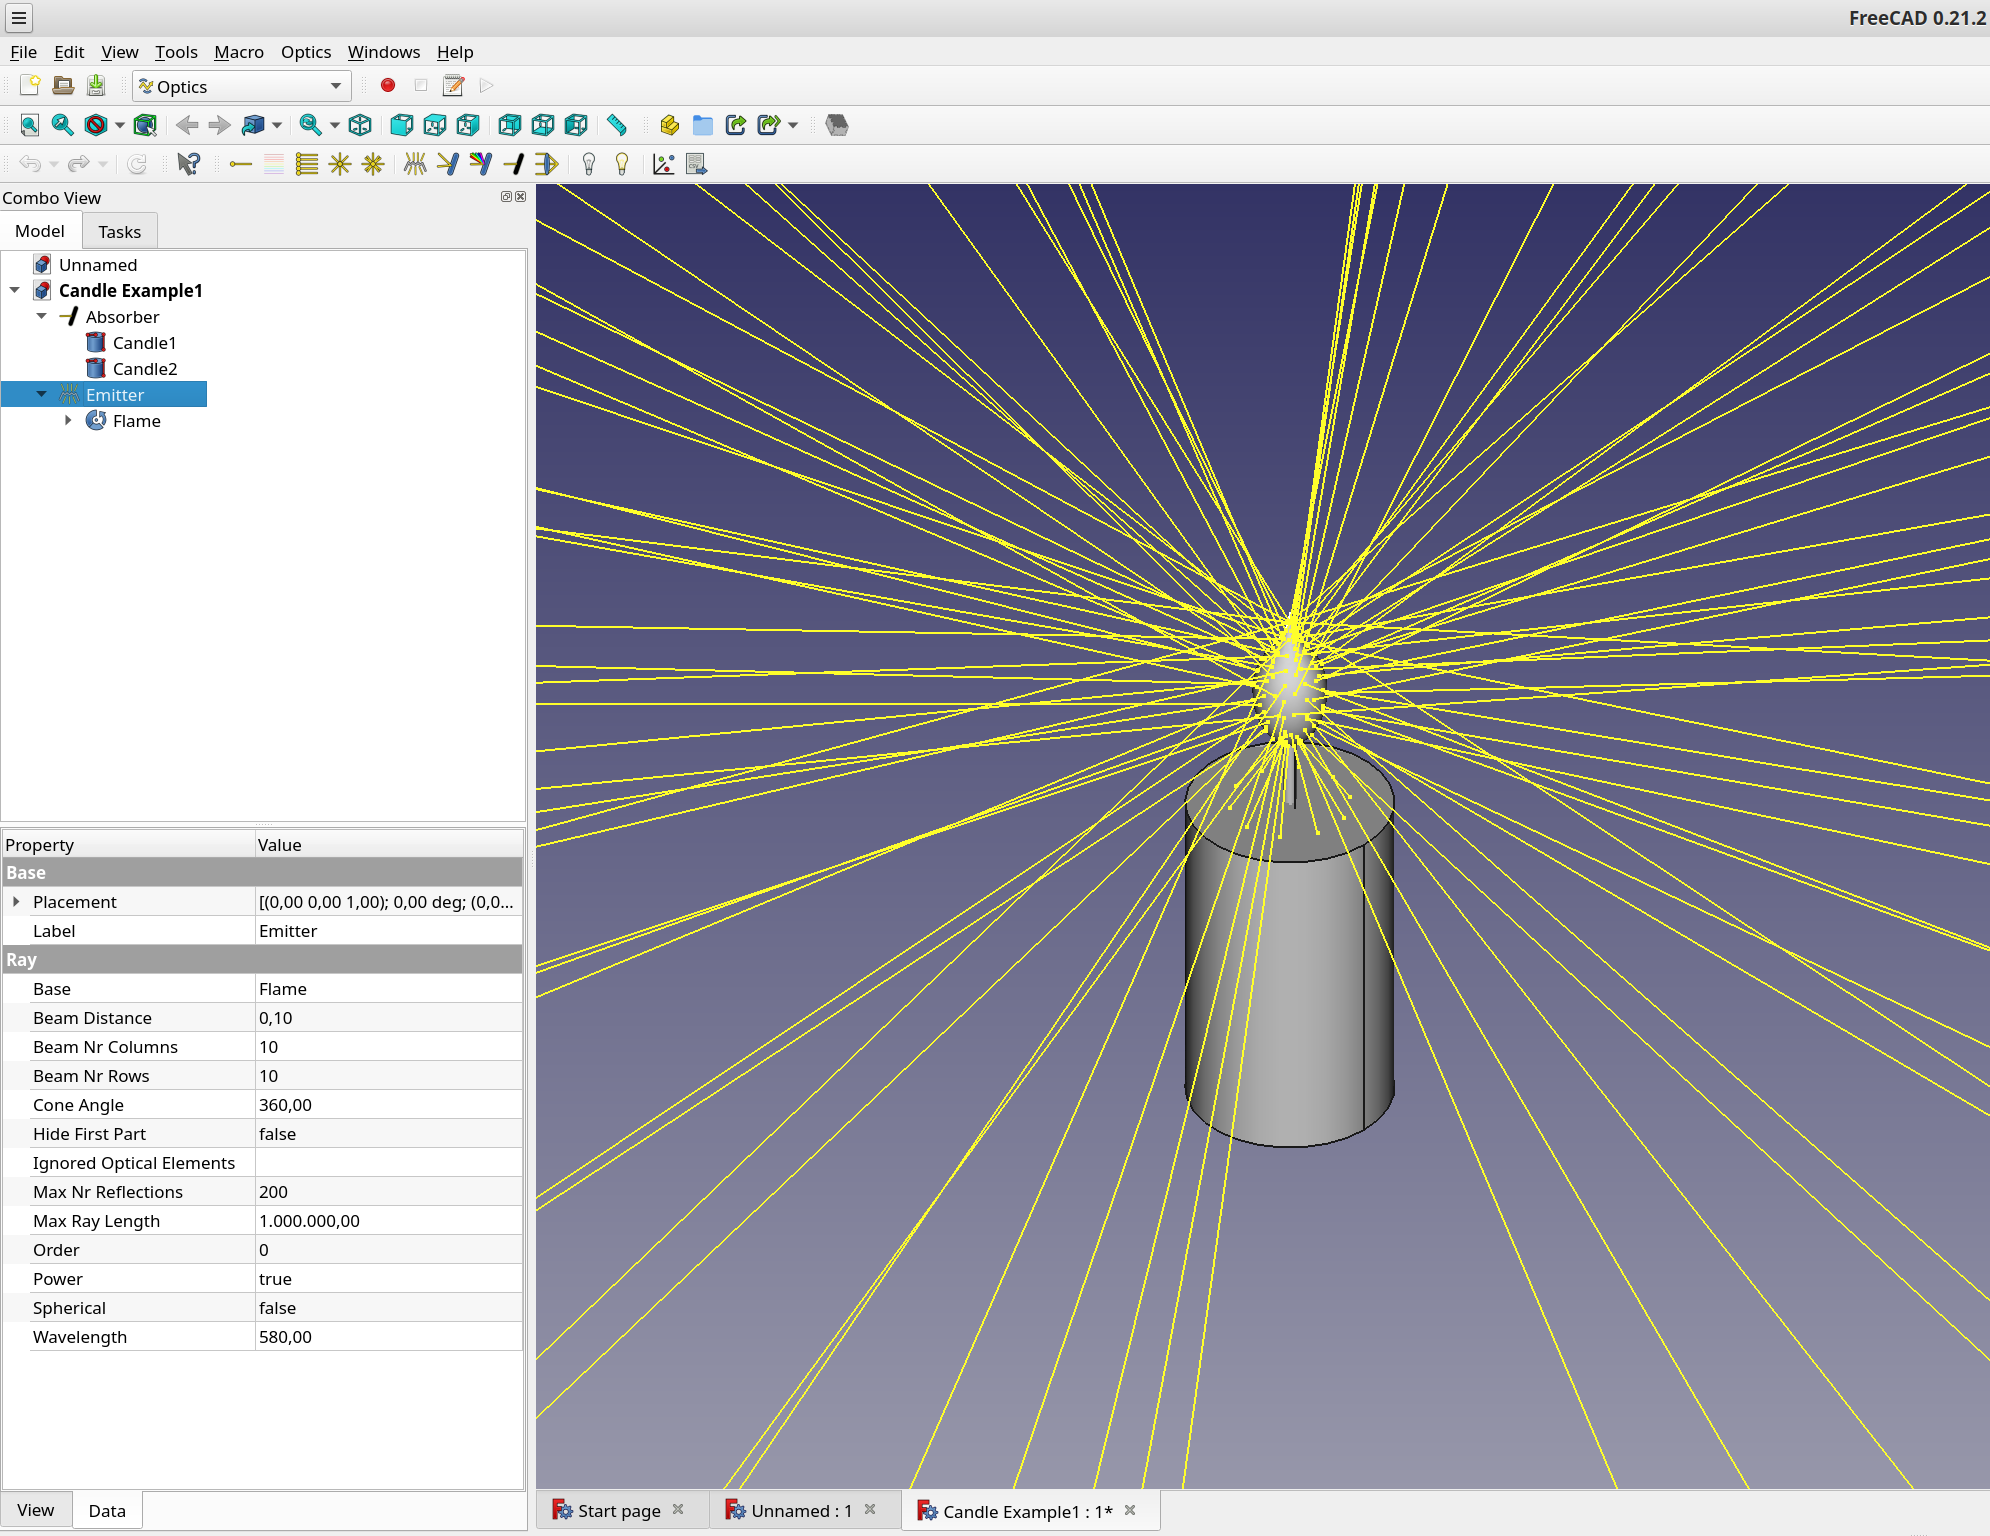 FreeCAD 0.21.2
File Edit View Tools Macro Optics Windows Help
Optics
Combo View
Model Tasks
Unnamed
Candle Example1
Absorber
Candle1
Candle2
Emitter
Flame
Property Value
Base
Placement [(0,00 0,00 1,00); 0,00 deg; (0,0...
Label Emitter
Ray
Base Flame
Beam Distance 0,10
Beam Nr Columns 10
Beam Nr Rows 10
Cone Angle 360,00
Hide First Part false
Ignored Optical Elements
Max Nr Reflections 200
Max Ray Length 1.000.000,00
Order 0
Power true
Spherical false
Wavelength 580,00
View Data
Start page Unnamed : 1 Candle Example1 : 1*